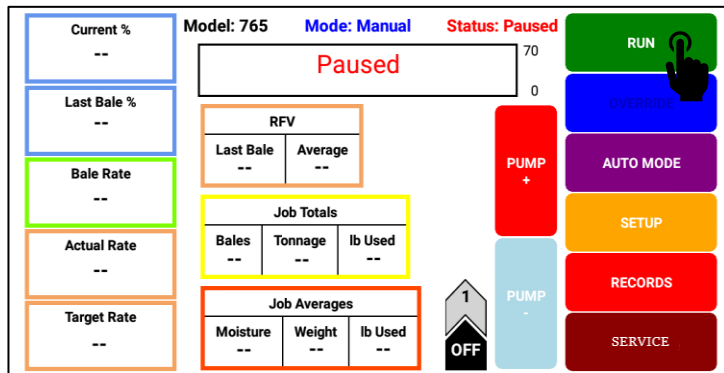 Model: 765 Mode: Manual Status: Paused
Current %
--
Last Bale %
--
Bale Rate
--
Actual Rate
--
Target Rate
--
Paused
70
0
RFV
Last Bale Average
-- --
Job Totals
Bales Tonnage lb Used
-- -- --
Job Averages
Moisture Weight lb Used
-- -- --
1
OFF
PUMP
+
PUMP
-
RUN
OVERRIDE
AUTO MODE
SETUP
RECORDS
SERVICE